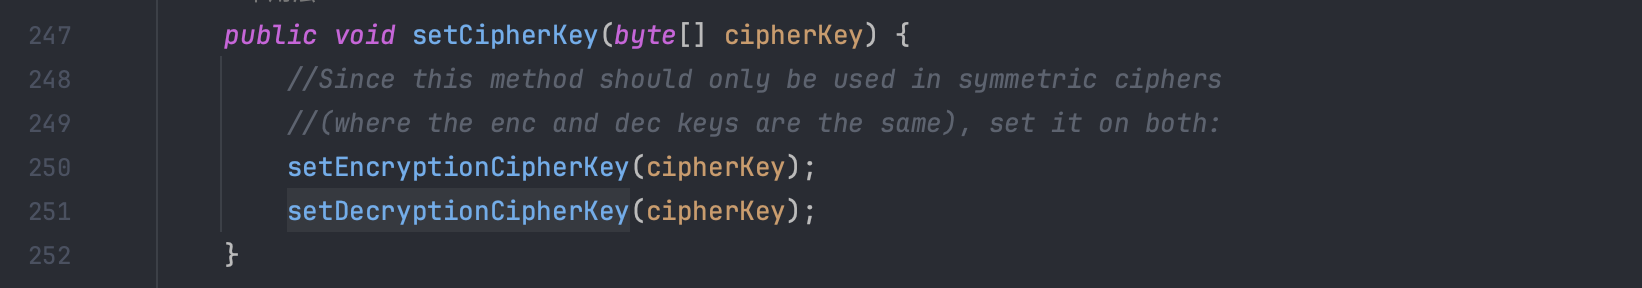 247 public void setCipherKey(byte[] cipherKey) {
248 //Since this method should only be used in symmetric ciphers
249 //(where the enc and dec keys are the same), set it on both:
250 setEncryptionCipherKey(cipherKey);
251 setDecryptionCipherKey(cipherKey);
252 }